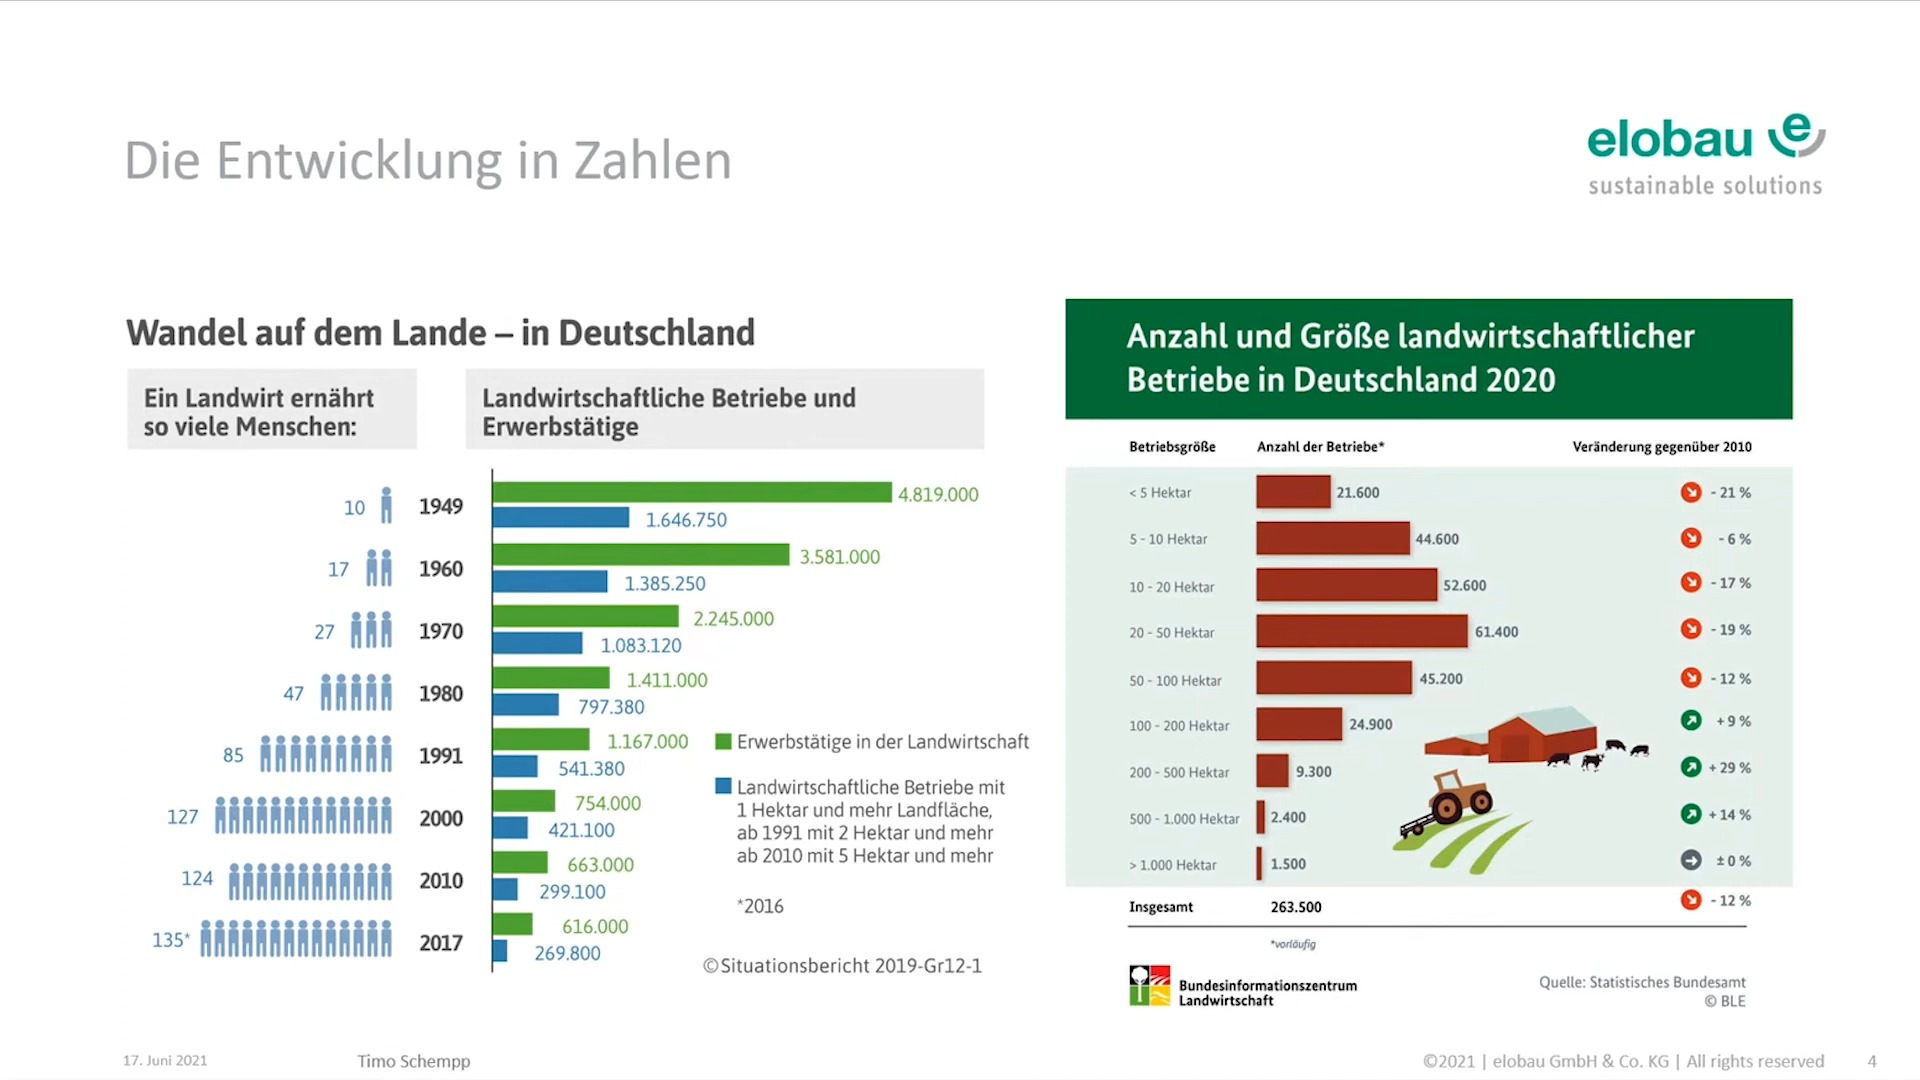 Die Entwicklung in Zahlen
elobau e
sustainable solutions
Wandel auf dem Lande – in Deutschland
Ein Landwirt ernährt
so viele Menschen:
Landwirtschaftliche Betriebe und
Erwerbstätige
10 1949 4.819.000
1.646.750
17 1960 3.581.000
1.385.250
27 1970 2.245.000
1.083.120
47 1980 1.411.000
797.380
85 1991 1.167.000
541.380
127 2000 754.000
421.100
124 2010 663.000
299.100
135* 2017 616.000
269.800
Erwerbstätige in der Landwirtschaft
Landwirtschaftliche Betriebe mit
1 Hektar und mehr Landfläche,
ab 1991 mit 2 Hektar und mehr
ab 2010 mit 5 Hektar und mehr
*2016
©Situationsbericht 2019-Gr12-1
Anzahl und Größe landwirtschaftlicher
Betriebe in Deutschland 2020
Betriebsgröße Anzahl der Betriebe* Veränderung gegenüber 2010
< 5 Hektar 21.600 - 21 %
5 - 10 Hektar 44.600 - 6 %
10 - 20 Hektar 52.600 - 17 %
20 - 50 Hektar 61.400 - 19 %
50 - 100 Hektar 45.200 - 12 %
100 - 200 Hektar 24.900 + 9 %
200 - 500 Hektar 9.300 + 29 %
500 - 1.000 Hektar 2.400 + 14 %
> 1.000 Hektar 1.500 ± 0 %
Insgesamt 263.500 - 12 %
*vorläufig
Bundesinformationszentrum
Landwirtschaft
Quelle: Statistisches Bundesamt
© BLE
17. Juni 2021 Timo Schempp ©2021 | elobau GmbH & Co. KG | All rights reserved 4